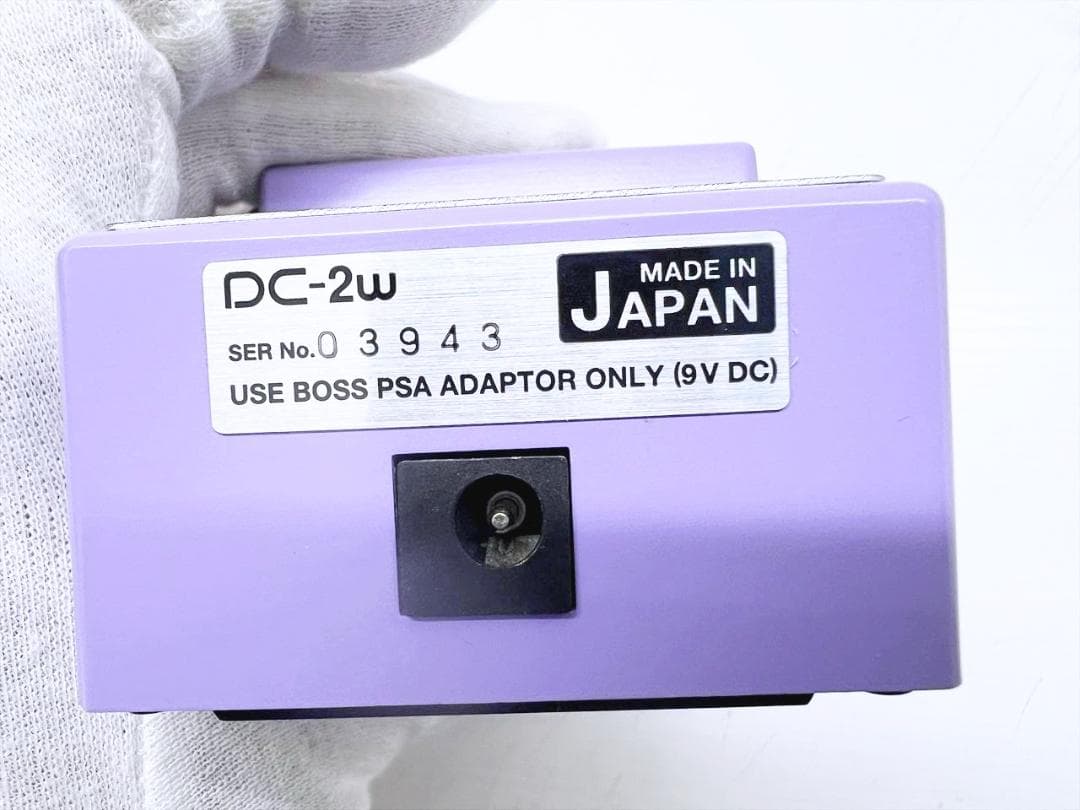 DC-2w
MADE IN
JAPAN
SER No. 0 3 9 4 3
USE BOSS PSA ADAPTOR ONLY (9V DC)